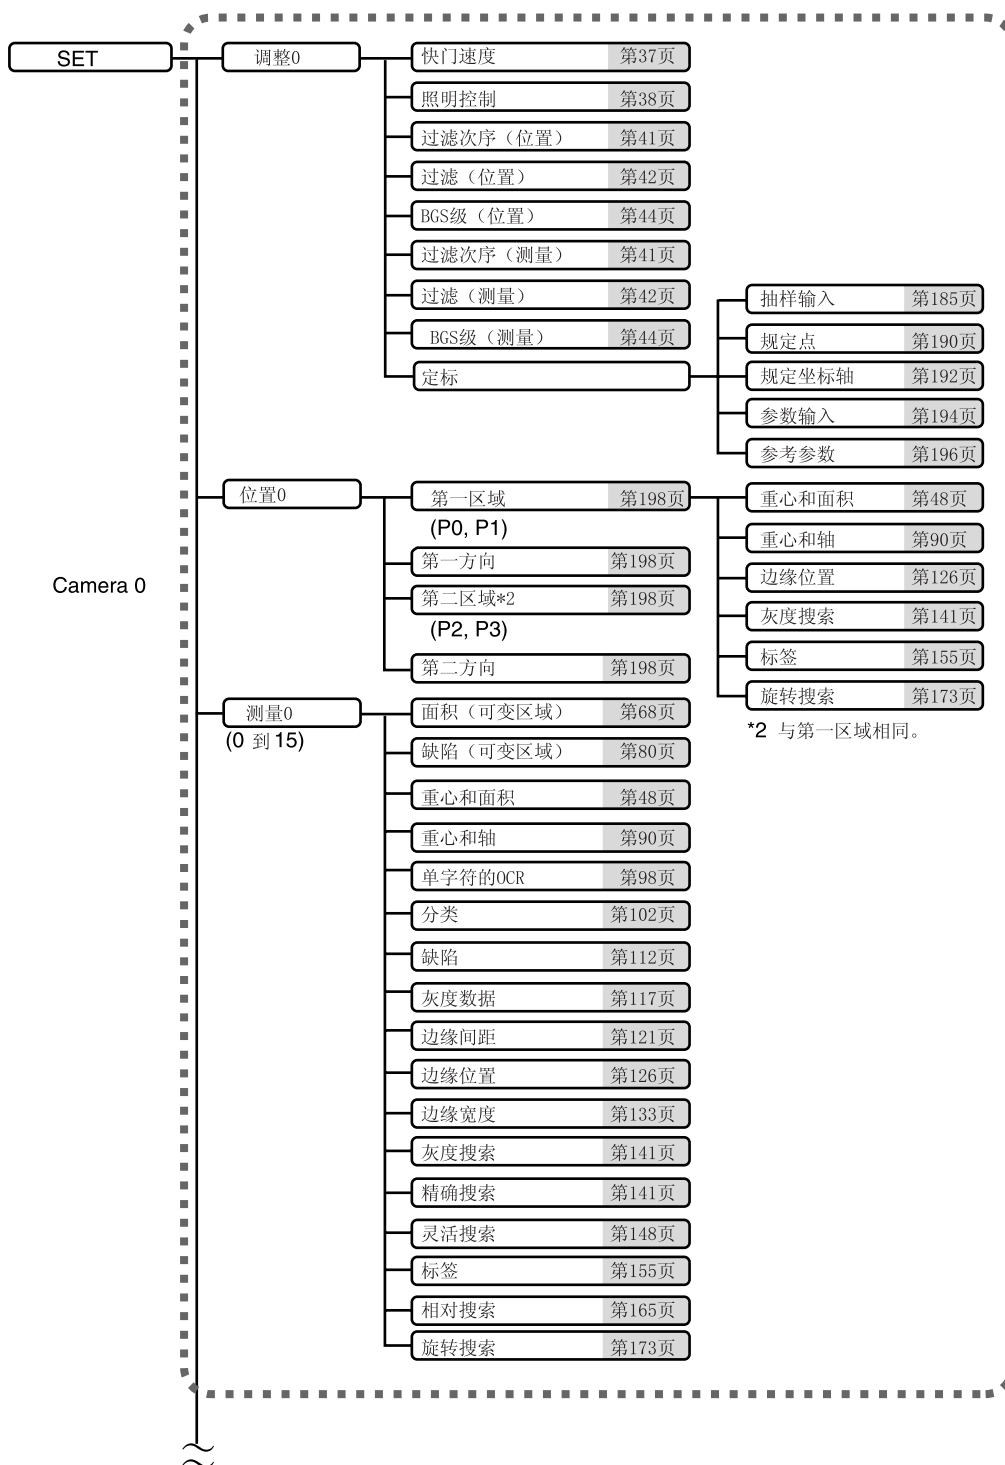 SET
调整0
快门速度 第37页
照明控制 第38页
过滤次序（位置） 第41页
过滤（位置） 第42页
BGS级（位置） 第44页
过滤次序（测量） 第41页
过滤（测量） 第42页
BGS级（测量） 第44页
定标
抽样输入 第185页
规定点 第190页
规定坐标轴 第192页
参数输入 第194页
参考参数 第196页
Camera 0
位置0
第一区域 第198页
(P0, P1)
第一方向 第198页
第二区域*2 第198页
(P2, P3)
第二方向 第198页
重心和面积 第48页
重心和轴 第90页
边缘位置 第126页
灰度搜索 第141页
标签 第155页
旋转搜索 第173页
*2 与第一区域相同。
测量0
(0 到 15)
面积（可变区域） 第68页
缺陷（可变区域） 第80页
重心和面积 第48页
重心和轴 第90页
单字符的OCR 第98页
分类 第102页
缺陷 第112页
灰度数据 第117页
边缘间距 第121页
边缘位置 第126页
边缘宽度 第133页
灰度搜索 第141页
精确搜索 第141页
灵活搜索 第148页
标签 第155页
相对搜索 第165页
旋转搜索 第173页